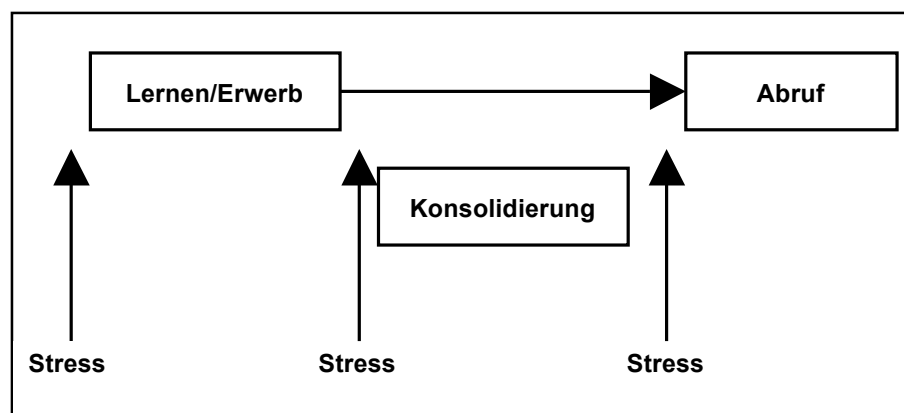 Lernen/Erwerb
Abruf
Konsolidierung
Stress
Stress
Stress